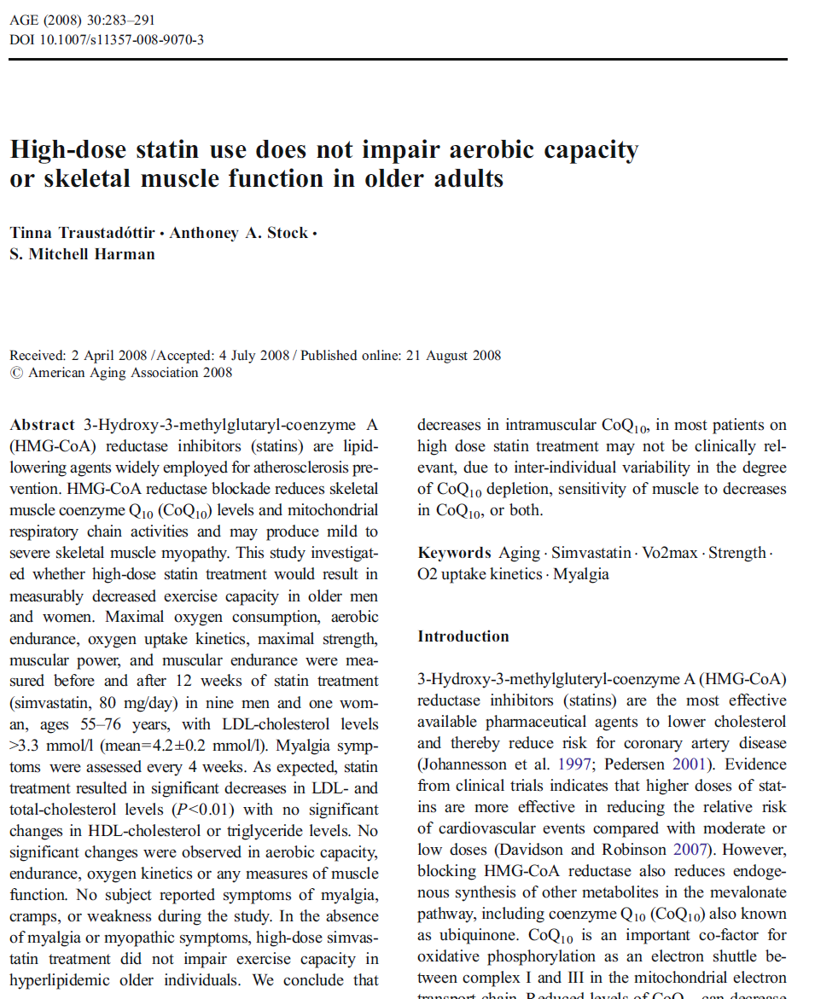 AGE (2008) 30:283–291
DOI 10.1007/s11357-008-9070-3
High-dose statin use does not impair aerobic capacity
or skeletal muscle function in older adults
Tinna Traustadóttir · Anthoney A. Stock ·
S. Mitchell Harman
Received: 2 April 2008 / Accepted: 4 July 2008 / Published online: 21 August 2008
© American Aging Association 2008
Abstract 3-Hydroxy-3-methylglutaryl-coenzyme A
(HMG-CoA) reductase inhibitors (statins) are lipid-
lowering agents widely employed for atherosclerosis pre-
vention. HMG-CoA reductase blockade reduces skeletal
muscle coenzyme Q10 (CoQ10) levels and mitochondrial
respiratory chain activities and may produce mild to
severe skeletal muscle myopathy. This study investigat-
ed whether high-dose statin treatment would result in
measurably decreased exercise capacity in older men
and women. Maximal oxygen consumption, aerobic
endurance, oxygen uptake kinetics, maximal strength,
muscular power, and muscular endurance were mea-
sured before and after 12 weeks of statin treatment
(simvastatin, 80 mg/day) in nine men and one wom-
an, ages 55–76 years, with LDL-cholesterol levels
>3.3 mmol/l (mean=4.2±0.2 mmol/l). Myalgia symp-
toms were assessed every 4 weeks. As expected, statin
treatment resulted in significant decreases in LDL- and
total-cholesterol levels (P<0.01) with no significant
changes in HDL-cholesterol or triglyceride levels. No
significant changes were observed in aerobic capacity,
endurance, oxygen kinetics or any measures of muscle
function. No subject reported symptoms of myalgia,
cramps, or weakness during the study. In the absence
of myalgia or myopathic symptoms, high-dose simvas-
tatin treatment did not impair exercise capacity in
hyperlipidemic older individuals. We conclude that
decreases in intramuscular CoQ10, in most patients on
high dose statin treatment may not be clinically rel-
evant, due to inter-individual variability in the degree
of CoQ10 depletion, sensitivity of muscle to decreases
in CoQ10, or both.
Keywords Aging · Simvastatin · Vo2max · Strength ·
O2 uptake kinetics · Myalgia
Introduction
3-Hydroxy-3-methylgluteryl-coenzyme A (HMG-CoA)
reductase inhibitors (statins) are the most effective
available pharmaceutical agents to lower cholesterol
and thereby reduce risk for coronary artery disease
(Johannesson et al. 1997; Pedersen 2001). Evidence
from clinical trials indicates that higher doses of stat-
ins are more effective in reducing the relative risk
of cardiovascular events compared with moderate or
low doses (Davidson and Robinson 2007). However,
blocking HMG-CoA reductase also reduces endoge-
nous synthesis of other metabolites in the mevalonate
pathway, including coenzyme Q10 (CoQ10) also known
as ubiquinone. CoQ10 is an important co-factor for
oxidative phosphorylation as an electron shuttle be-
tween complex I and III in the mitochondrial electron
transport chain. Reduced levels of CoQ can decrease